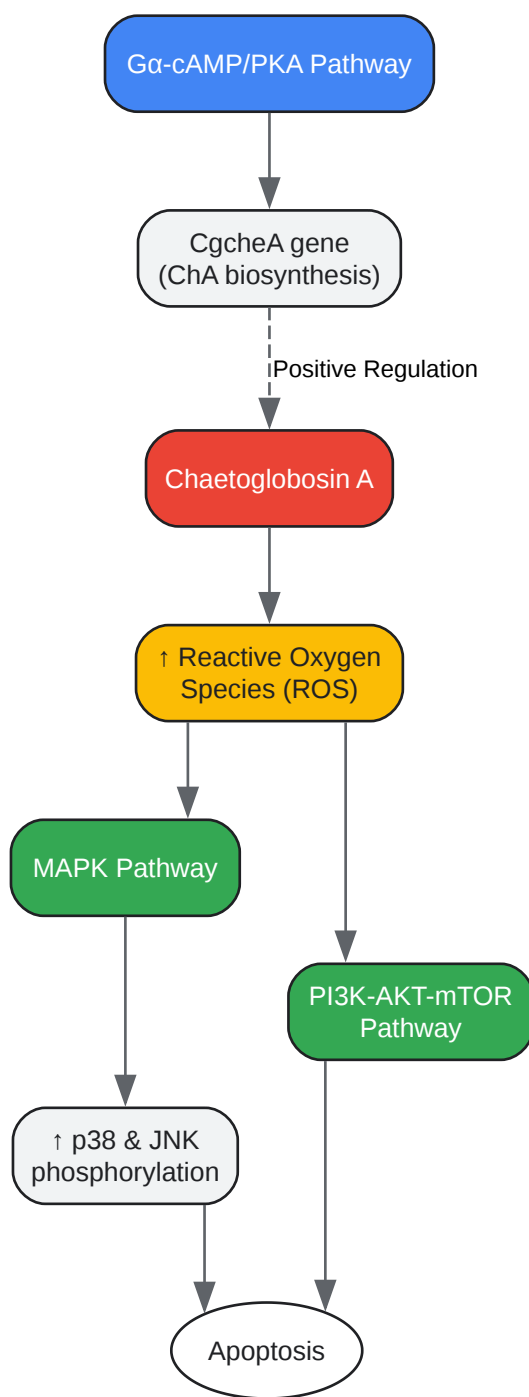 Gα-cAMP/PKA Pathway
CgcheA gene
(ChA biosynthesis)
Positive Regulation
Chaetoglobosin A
↑ Reactive Oxygen
Species (ROS)
MAPK Pathway
PI3K-AKT-mTOR
Pathway
↑ p38 & JNK
phosphorylation
Apoptosis